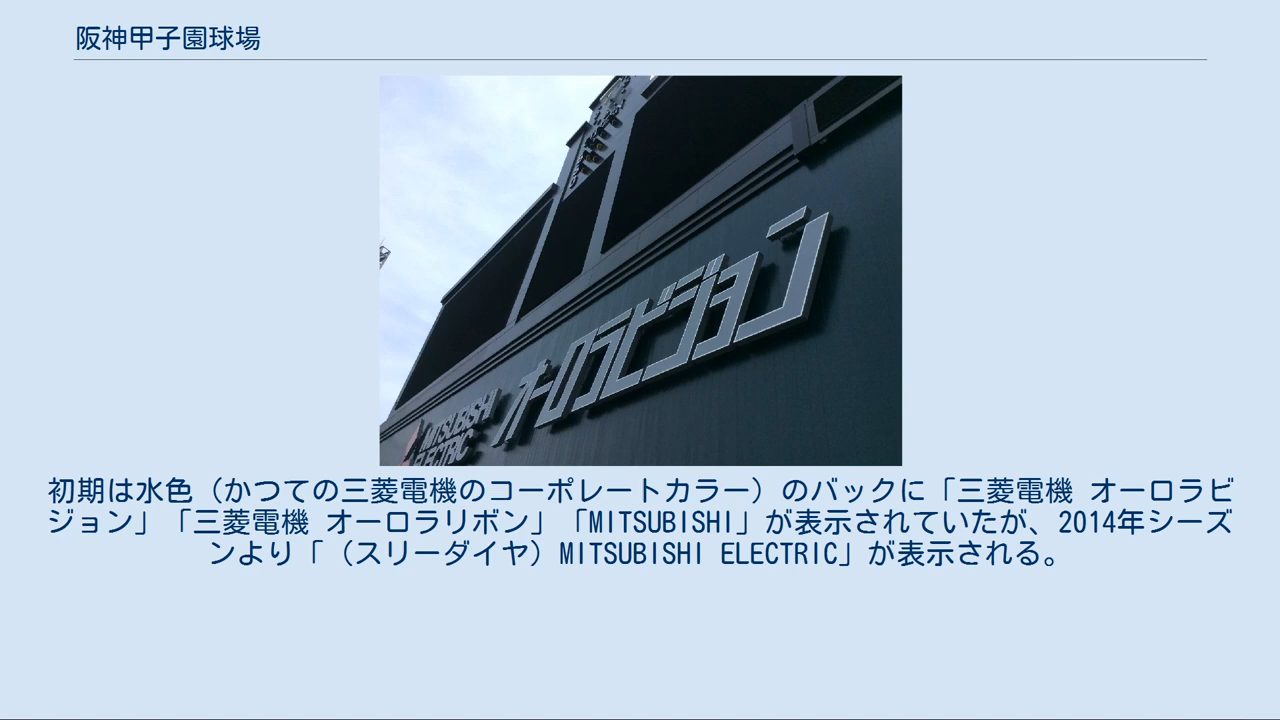 阪神甲子園球場
MITSUBISHI
ELECTRIC
オーロラビジョン
初期は水色（かつての三菱電機のコーポレートカラー）のバックに「三菱電機 オーロラビ
ジョン」「三菱電機 オーロラリボン」「MITSUBISHI」が表示されていたが、2014年シーズ
ンより「（スリーダイヤ）MITSUBISHI ELECTRIC」が表示される。